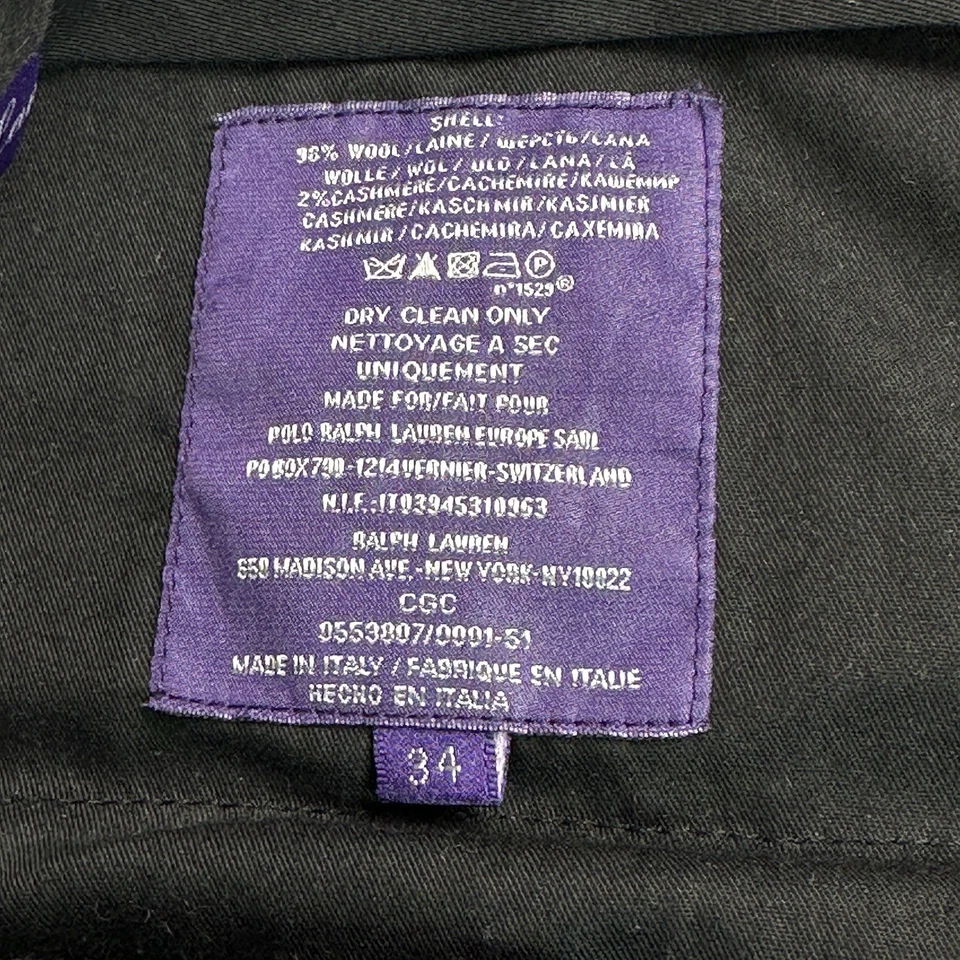 SHELL:
98% WOOL/LAINE/ШЕРСТЬ/LANA
WOLLE/WOL/ULD/LANA/LÃ
2%CASHMERE/CACHEMIRE/КАШЕМИР
CASHMERE/KASCHMIR/KASJMIER
KASHMIR/CACHEMIRA/CAXEMIRA
P
n°1529®
DRY CLEAN ONLY
NETTOYAGE A SEC
UNIQUEMENT
MADE FOR/FAIT POUR
POLO RALPH LAUREN EUROPE SARL
PO BOX 790-1214 VERNIER-SWITZERLAND
N.I.F.:IT03945310963
RALPH LAUREN
650 MADISON AVE.-NEW YORK-NY10022
CGC
0553807/0001-51
MADE IN ITALY / FABRIQUE EN ITALIE
HECHO EN ITALIA
34